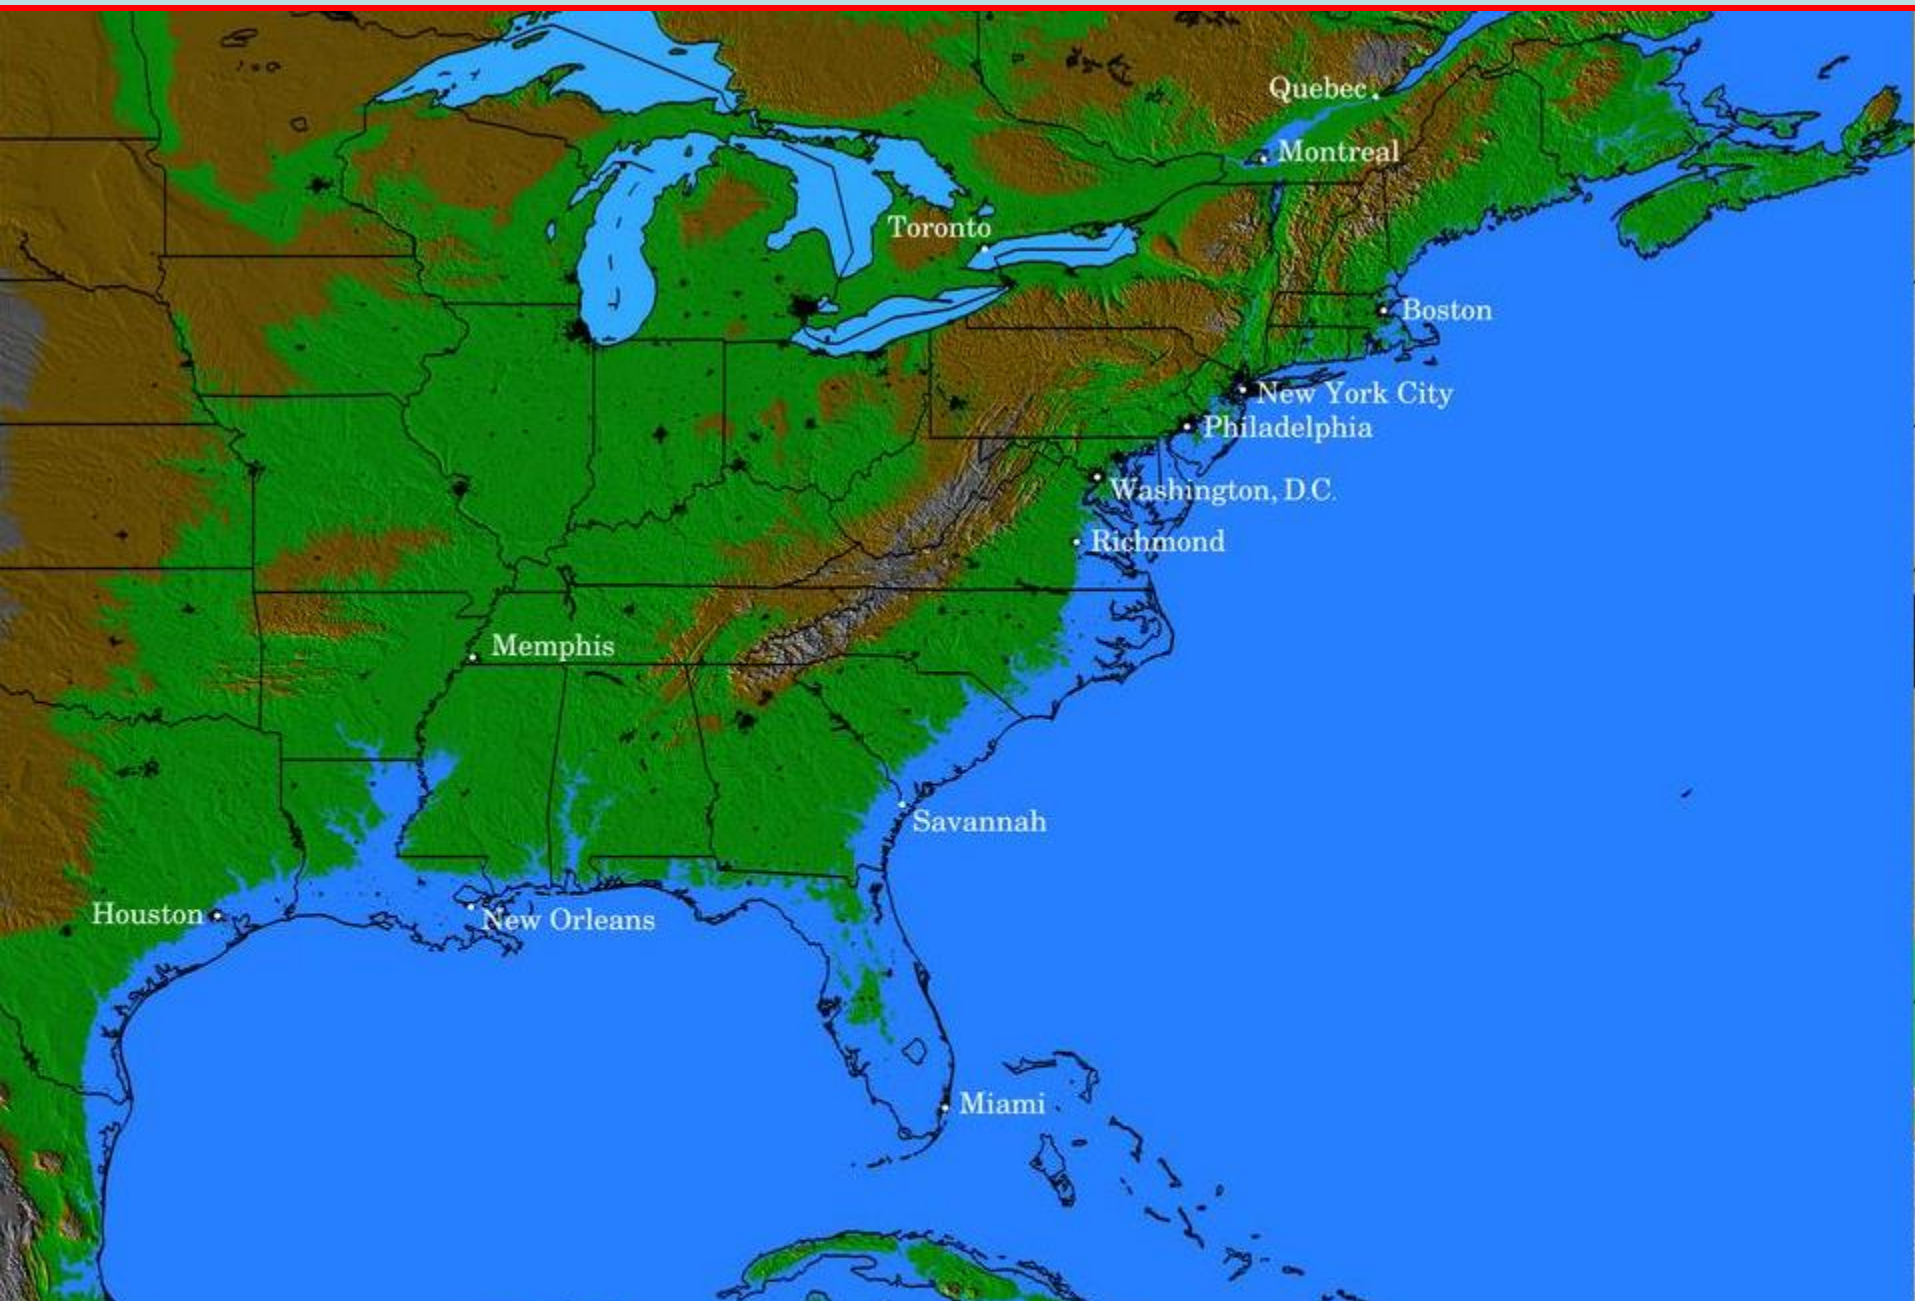 Quebec
Montreal
Toronto
Boston
New York City
Philadelphia
Washington, D.C.
Richmond
Memphis
Savannah
Houston
New Orleans
Miami